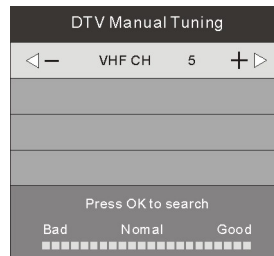 DTV Manual Tuning
− VHF CH 5 +
Press OK to search
Bad Nomal Good